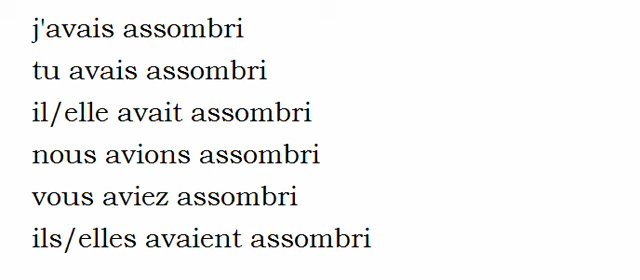 j'avais assombri
tu avais assombri
il/elle avait assombri
nous avions assombri
vous aviez assombri
ils/elles avaient assombri